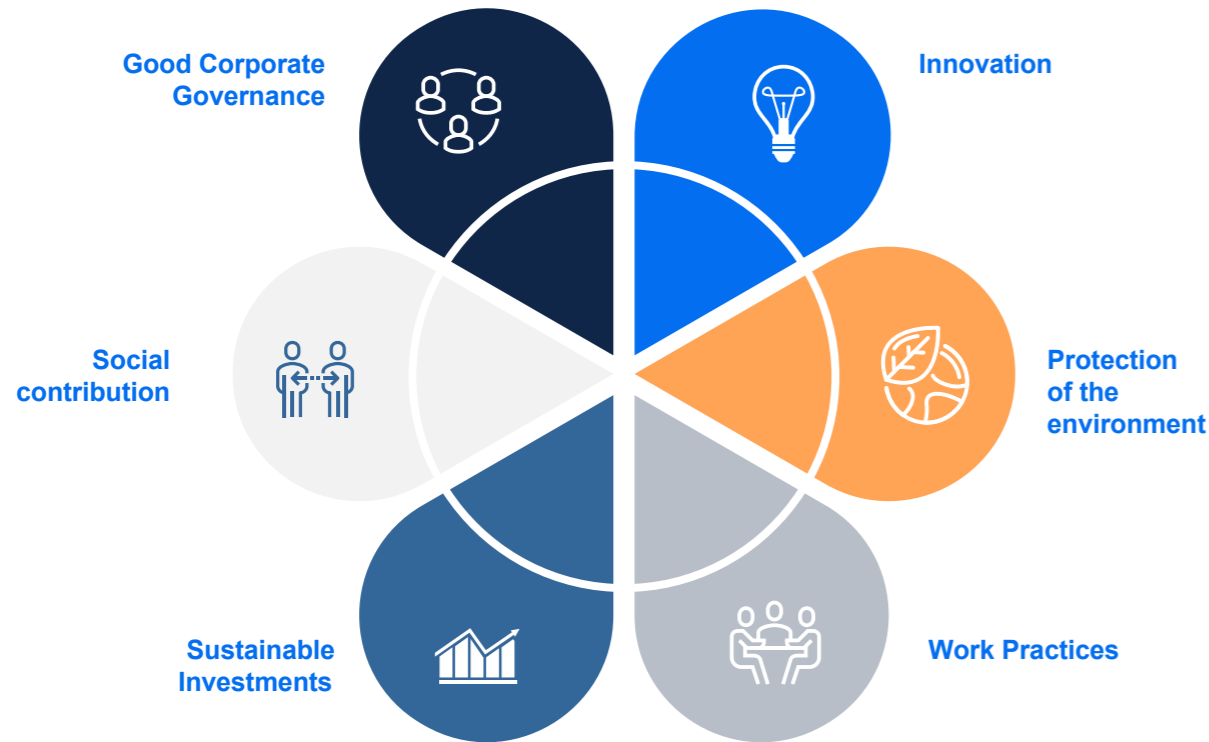 Good Corporate
Governance
Innovation
Social
contribution
Protection
of the
environment
Sustainable
Investments
Work Practices